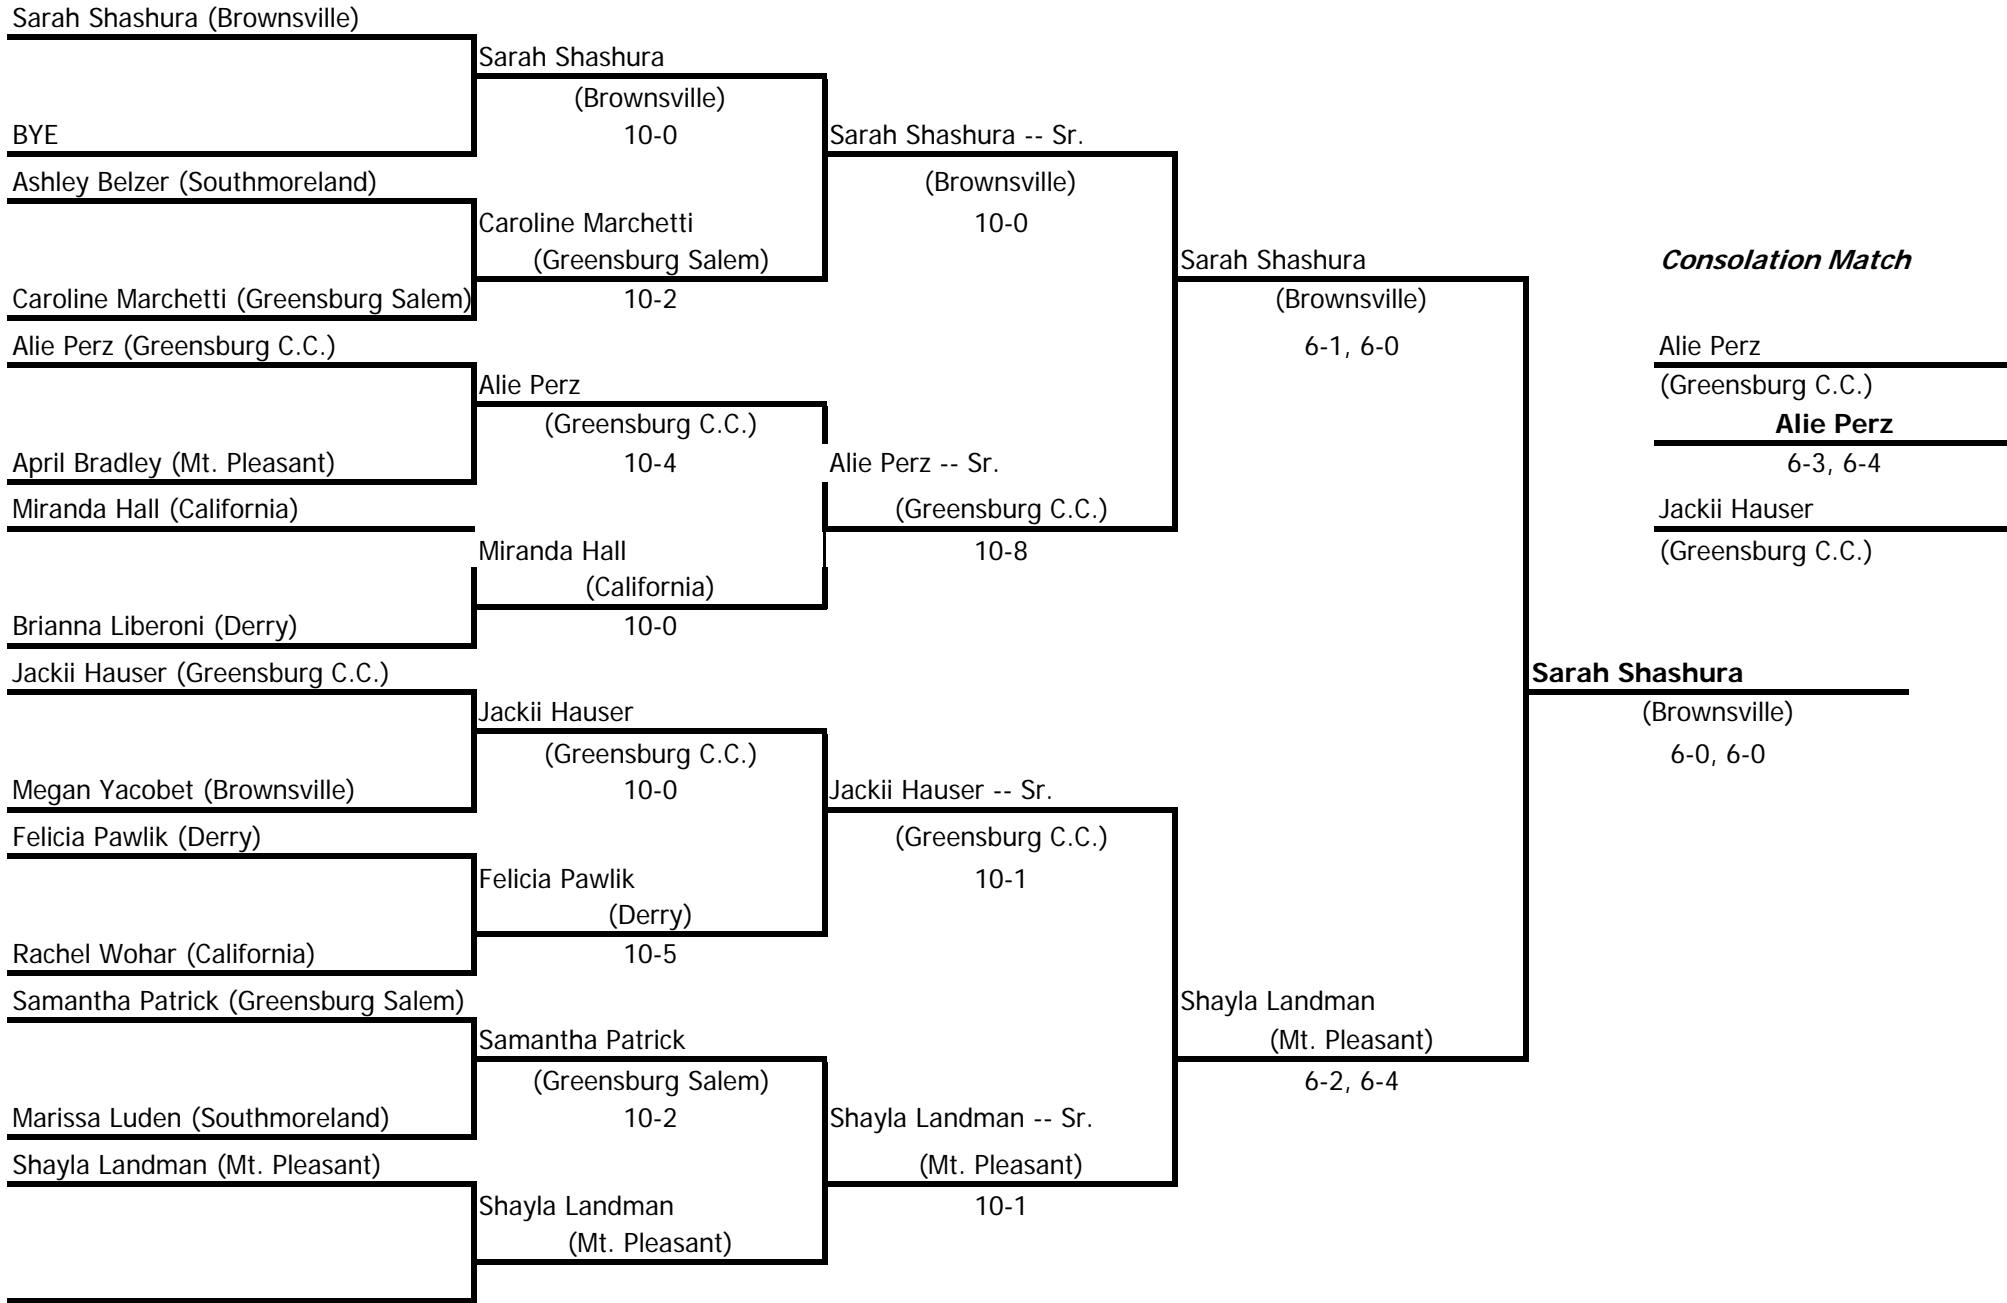 Sarah Shashura (Brownsville)
BYE
Ashley Belzer (Southmoreland)
Caroline Marchetti (Greensburg Salem)
Alie Perz (Greensburg C.C.)
April Bradley (Mt. Pleasant)
Miranda Hall (California)
Brianna Liberoni (Derry)
Jackii Hauser (Greensburg C.C.)
Megan Yacobet (Brownsville)
Felicia Pawlik (Derry)
Rachel Wohar (California)
Samantha Patrick (Greensburg Salem)
Marissa Luden (Southmoreland)
Shayla Landman (Mt. Pleasant)
Sarah Shashura
(Brownsville)
10-0
Caroline Marchetti
(Greensburg Salem)
10-2
Alie Perz
(Greensburg C.C.)
10-4
Miranda Hall
(California)
10-0
Jackii Hauser
(Greensburg C.C.)
10-0
Felicia Pawlik
(Derry)
10-5
Samantha Patrick
(Greensburg Salem)
10-2
Shayla Landman
(Mt. Pleasant)
Sarah Shashura -- Sr.
(Brownsville)
10-0
Alie Perz -- Sr.
(Greensburg C.C.)
10-8
Jackii Hauser -- Sr.
(Greensburg C.C.)
10-1
Shayla Landman -- Sr.
(Mt. Pleasant)
10-1
Sarah Shashura
(Brownsville)
6-1, 6-0
Shayla Landman
(Mt. Pleasant)
6-2, 6-4
Sarah Shashura
(Brownsville)
6-0, 6-0
Consolation Match
Alie Perz
(Greensburg C.C.)
Alie Perz
6-3, 6-4
Jackii Hauser
(Greensburg C.C.)